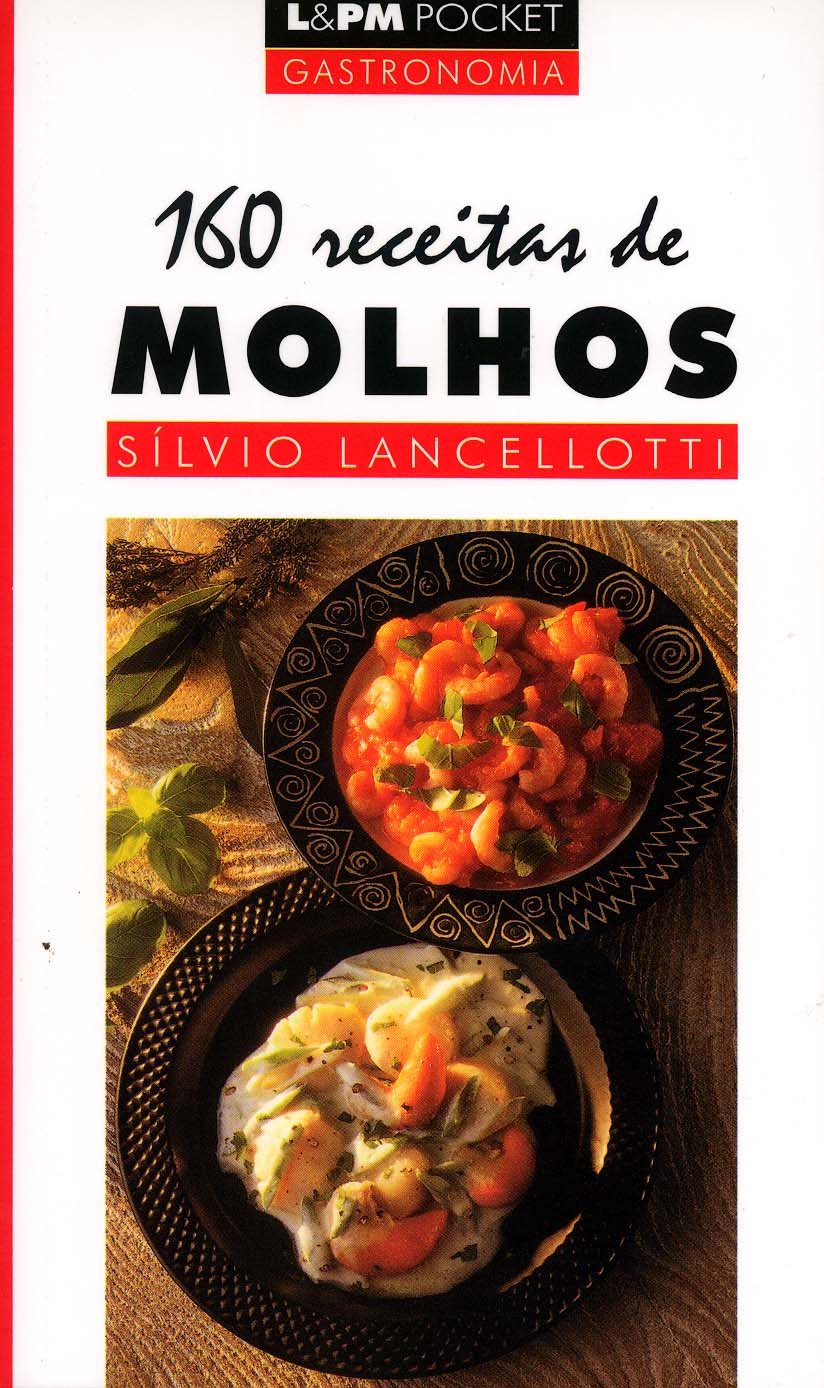 L&PM POCKET
GASTRONOMIA
160 receitas de
MOLHOS
SÍLVIO LANCELLOTTI